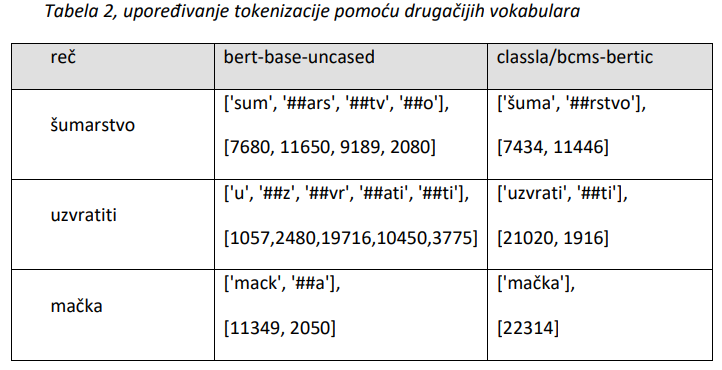 Tabela 2, upoređivanje tokenizacije pomoću drugačijih vokabulara
reč bert-base-uncased classla/bcms-bertic
šumarstvo ['sum', '##ars', '##tv', '##o'], ['šuma', '##rstvo'],
[7680, 11650, 9189, 2080] [7434, 11446]
uzvratiti ['u', '##z', '##vr', '##ati', '##ti'], ['uzvrati', '##ti'],
[1057,2480,19716,10450,3775] [21020, 1916]
mačka ['mack', '##a'], ['mačka'],
[11349, 2050] [22314]